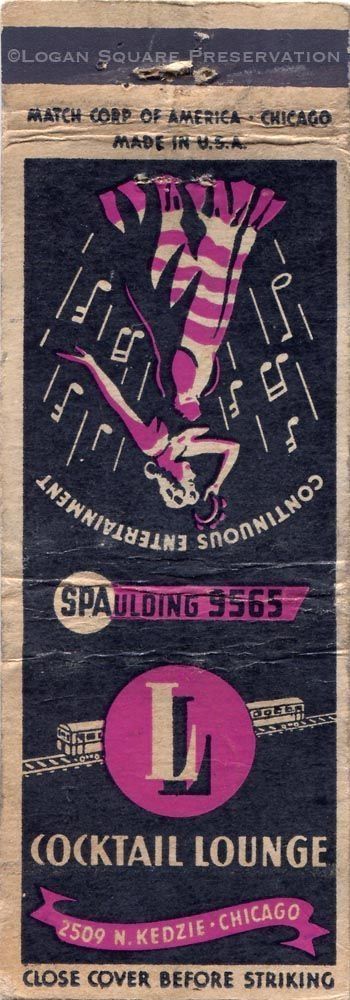 ©LOGAN SQUARE PRESERVATION
MATCH CORP OF AMERICA · CHICAGO
MADE IN U.S.A.
CONTINUOUS ENTERTAINMENT
SPAULDING 9565
LL
COCKTAIL LOUNGE
2509 N. KEDZIE · CHICAGO
CLOSE COVER BEFORE STRIKING